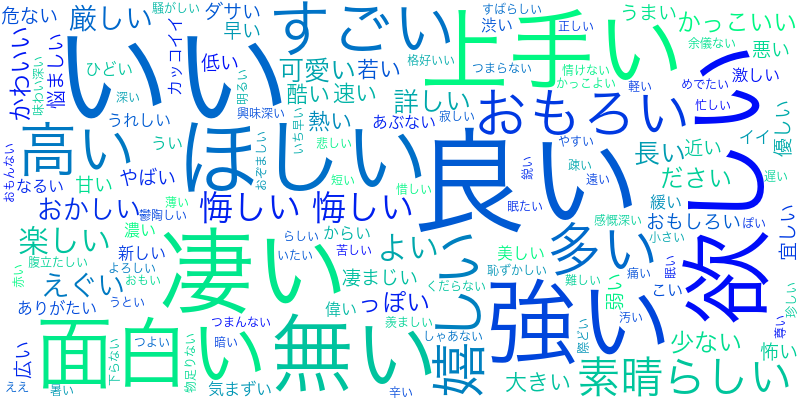 危ない
厳しい
騒がしい
ダサい
早い
すごい
すばらしい
渋い
正しい
うまい
かっこいい
余儀ない
悪い
かわいい
味わい深い
悩ましい
ひどい
深い
カッコイイ
いい
低い
明るい
可愛い
若い
格好いい
つまらない
情けない
かっこよい
上手い
軽い
めでたい
激しい
忙しい
うれしい
興味深い
酷い
速い
詳しい
おもろい
寂しい
イイ
優しい
高い
うい
おぞましい
いち早い
熱い
あぶない
悲しい
ほしい
良い
やすい
疎い
長い
近い
遅い
おもんない
なるい
甘い
やばい
短い
鋭い
遠い
ださい
欲しい
おかしい
薄い
悔しい
悔しい
惜しい
眠たい
感慨深い
緩い
おもしろい
ぽい
宜しい
鬱陶しい
濃い
凄い
らしい
からい
よい
嬉しい
美しい
多い
小さい
楽しい
腹立たしい
新しい
よろしい
いたい
苦しい
恥ずかしい
難しい
痛い
眩い
赤い
えぐい
おもい
凄まじい
くだらない
強い
弱い
こい
珍しい
ありがたい
うとい
偉い
っぽい
羨ましい
汚い
面白い
つまんない
無い
しゃあない
少ない
怖い
尊い
広い
下らない
つよい
物足りない
暗い
素晴らしい
ええ
暑い
気まずい
辛い
大きい